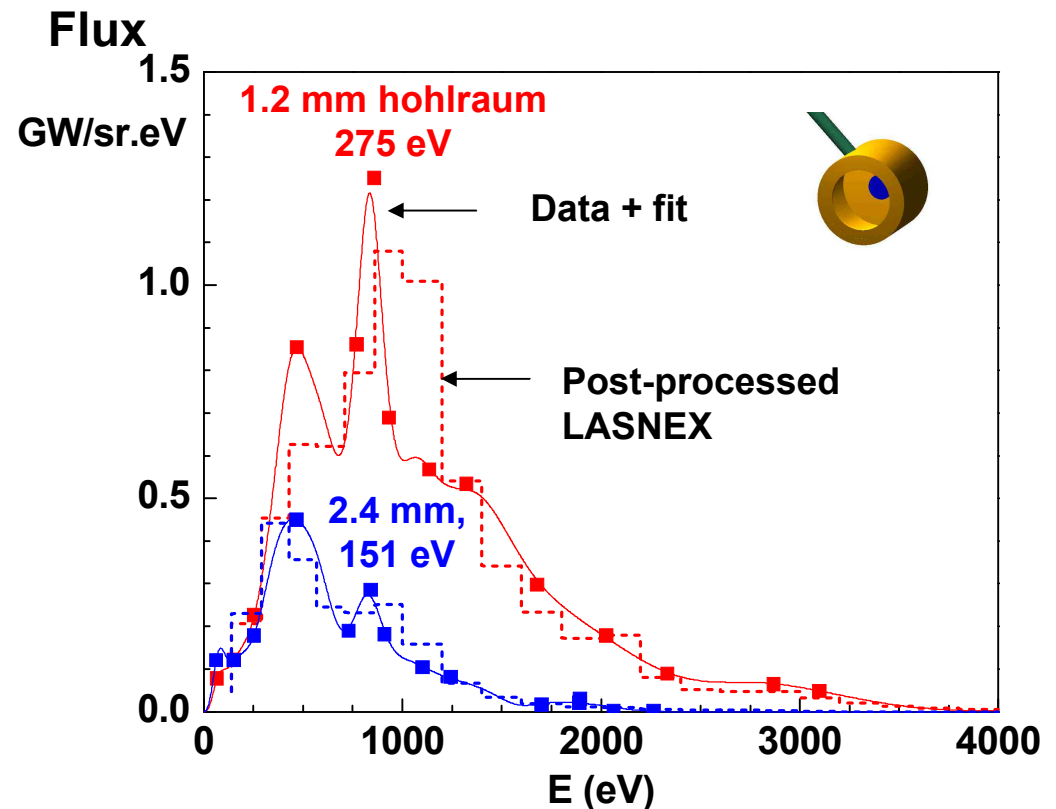 Flux
GW/sr.eV
1.5
1.0
0.5
0.0
1.2 mm hohlraum
275 eV
Data + fit
Post-processed
LASNEX
2.4 mm,
151 eV
0
1000
2000
3000
4000
E (eV)